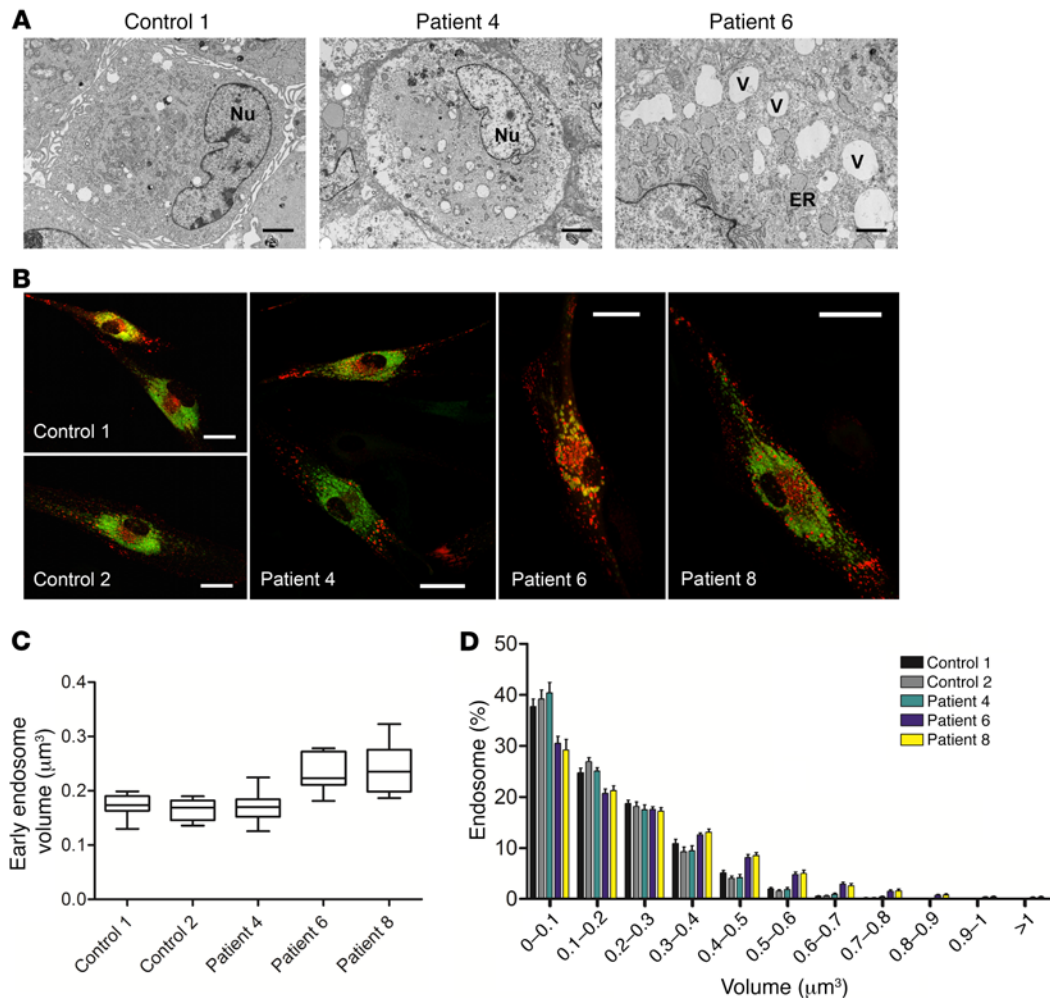 A
Control 1
Patient 4
Patient 6
Nu
Nu
V
V
V
ER
B
Control 1
Control 2
Patient 4
Patient 6
Patient 8
C
Early endosome
volume (μm³)
0.4
0.3
0.2
0.1
0.0
Control 1
Control 2
Patient 4
Patient 6
Patient 8
D
Endosome (%)
50
40
30
20
10
0
Control 1
Control 2
Patient 4
Patient 6
Patient 8
0–0.1
0.1–0.2
0.2–0.3
0.3–0.4
0.4–0.5
0.5–0.6
0.6–0.7
0.7–0.8
0.8–0.9
0.9–1
>1
Volume (μm³)